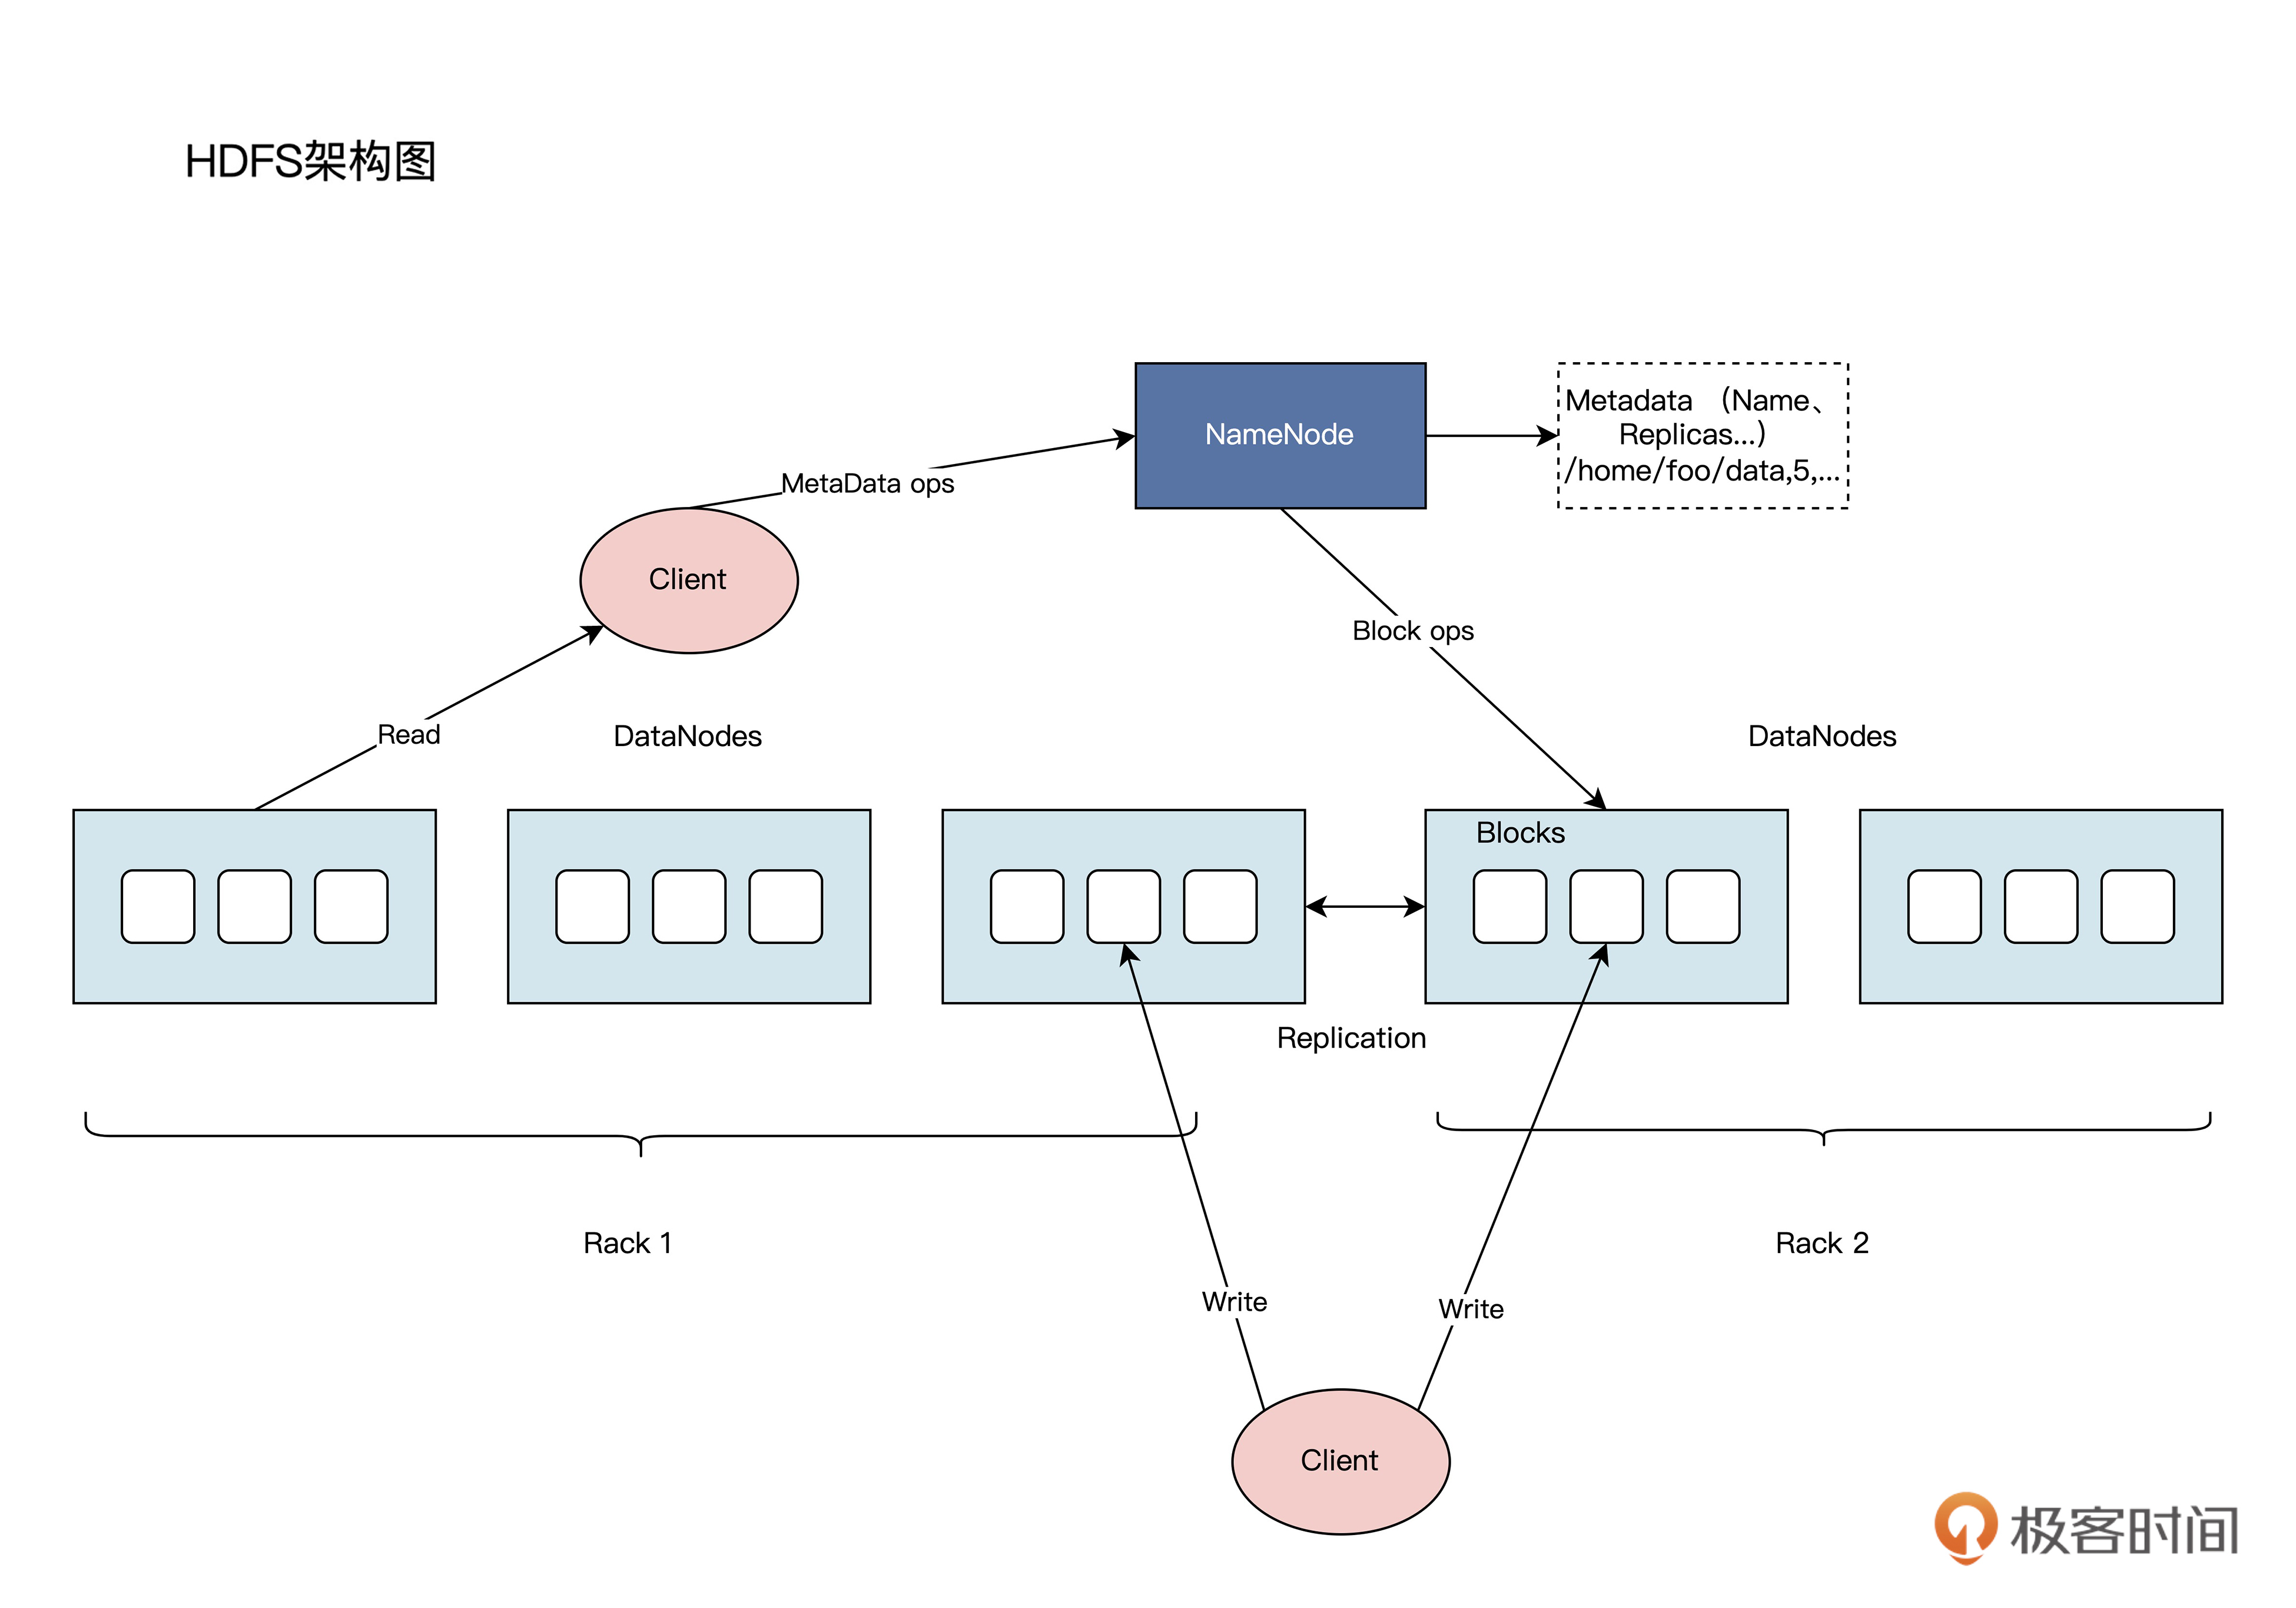 HDFS架构图
NameNode
Metadata （Name、
Replicas...）
/home/foo/data,5,...
MetaData ops
Client
Block ops
Read
DataNodes
DataNodes
Blocks
Replication
Rack 1
Rack 2
Write
Write
Client
极客时间